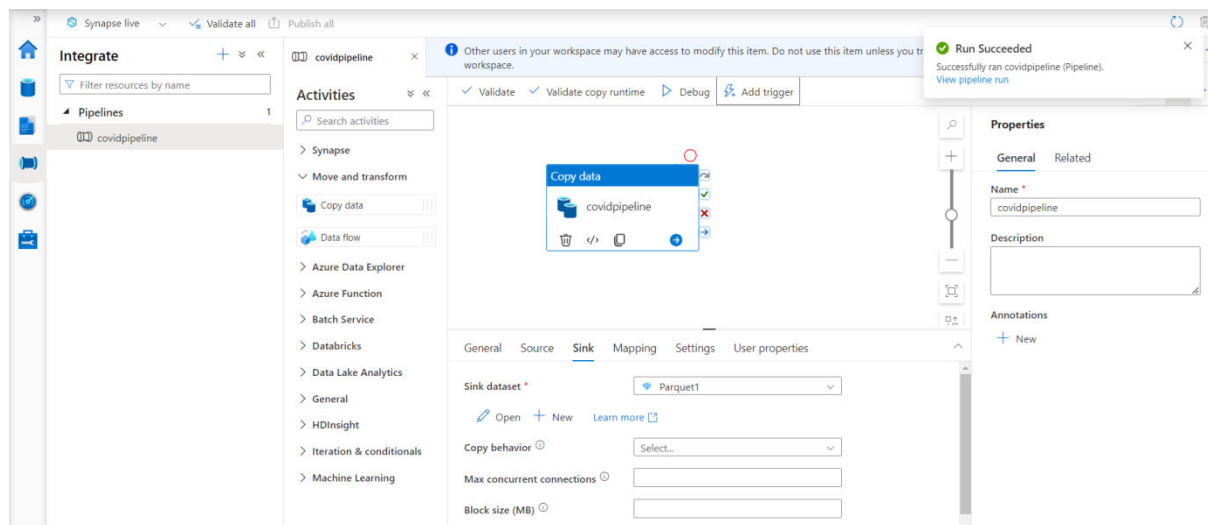 Synapse live
Validate all
Publish all
Integrate
Filter resources by name
Pipelines
1
covidpipeline
covidpipeline
Activities
Search activities
Synapse
Move and transform
Copy data
Data flow
Azure Data Explorer
Azure Function
Batch Service
Databricks
Data Lake Analytics
General
HDInsight
Iteration & conditionals
Machine Learning
Other users in your workspace may have access to modify this item. Do not use this item unless you
workspace.
Validate
Validate copy runtime
Debug
Add trigger
Copy data
covidpipeline
General
Source
Sink
Mapping
Settings
User properties
Sink dataset *
Parquet1
Open
New
Learn more
Copy behavior
Select...
Max concurrent connections
Block size (MB)
Run Succeeded
Successfully ran covidpipeline (Pipeline).
View pipeline run
Properties
General
Related
Name *
covidpipeline
Description
Annotations
New